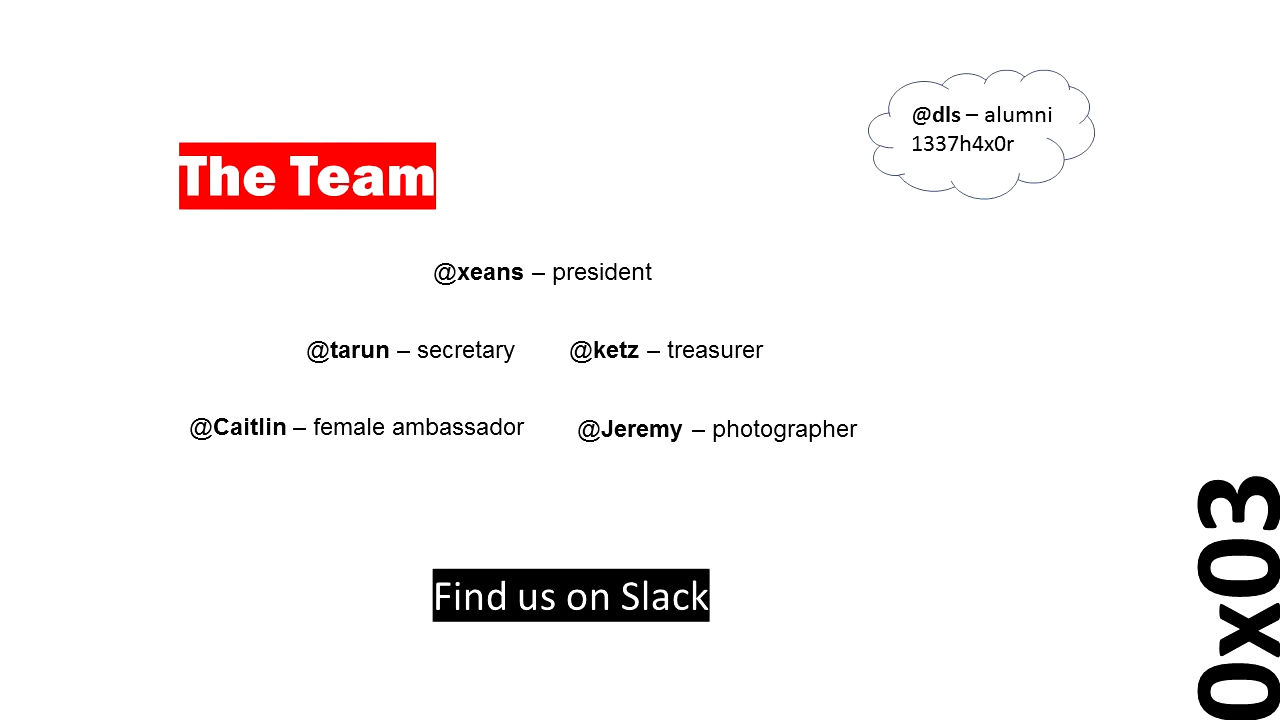 @dls – alumni
1337h4x0r
The Team
@xeans – president
@tarun – secretary
@ketz – treasurer
@Caitlin – female ambassador
@Jeremy – photographer
Find us on Slack
0x03